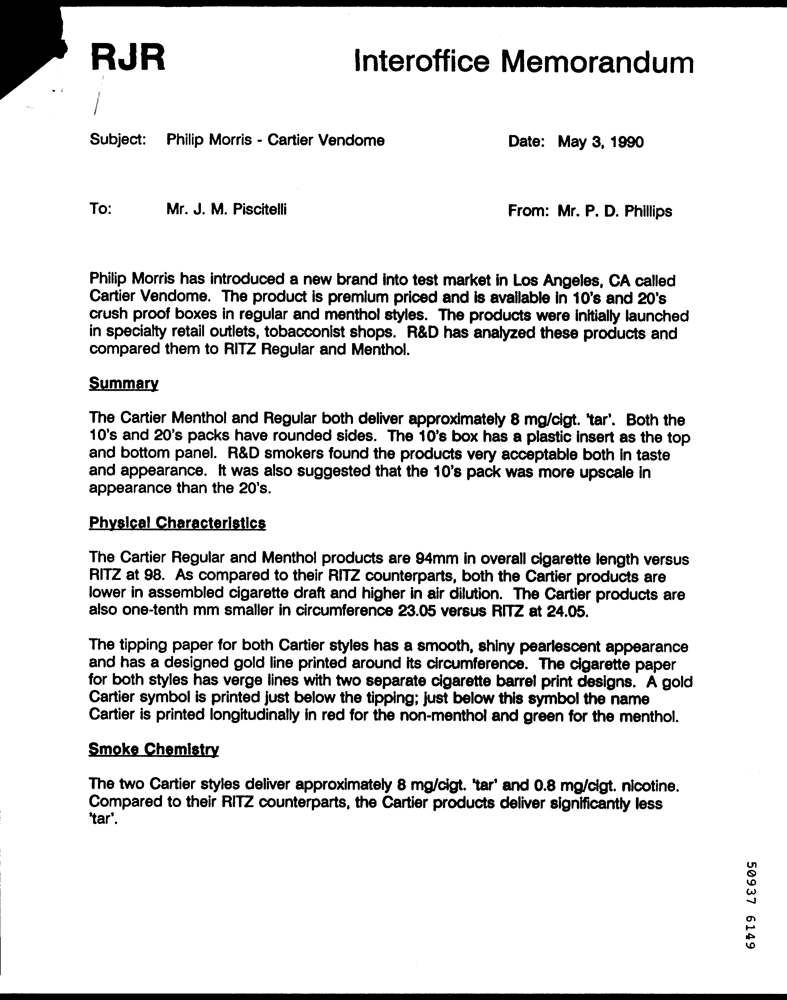 RJR
Interoffice Memorandum
Subject: Philip Morris - Cartier Vendome
Date: May 3, 1990
To: Mr. J. M. Piscitelli
From: Mr. P. D. Phillips
Philip Morris has introduced a new brand into test market in Los Angeles, CA called
Cartier Vendome. The product is premium priced and is available in 10's and 20's
crush proof boxes in regular and menthol styles. The products were initially launched
in specialty retail outlets, tobacconist shops. R&D has analyzed these products and
compared them to RITZ Regular and Menthol.
Summary
The Cartier Menthol and Regular both deliver approximately 8 mg/cigt. 'tar'. Both the
10's and 20's packs have rounded sides. The 10's box has a plastic insert as the top
and bottom panel. R&D smokers found the products very acceptable both in taste
and appearance. It was also suggested that the 10's pack was more upscale in
appearance than the 20's.
Physical Characteristics
The Cartier Regular and Menthol products are 94mm in overall cigarette length versus
RITZ at 98. As compared to their RITZ counterparts, both the Cartier products are
lower in assembled cigarette draft and higher in air dilution. The Cartier products are
also one-tenth mm smaller in circumference 23.05 versus RITZ at 24.05.
The tipping paper for both Cartier styles has a smooth, shiny pearlescent appearance
and has a designed gold line printed around its circumference. The cigarette paper
for both styles has verge lines with two separate cigarette barrel print designs. A gold
Cartier symbol is printed just below the tipping; just below this symbol the name
Cartier is printed longitudinally in red for the non-menthol and green for the menthol.
Smoke Chemistry
The two Cartier styles deliver approximately 8 mg/cigt. 'tar' and 0.8 mg/cigt. nicotine.
Compared to their RITZ counterparts, the Cartier products deliver significantly less
'tar'.
50937 6149